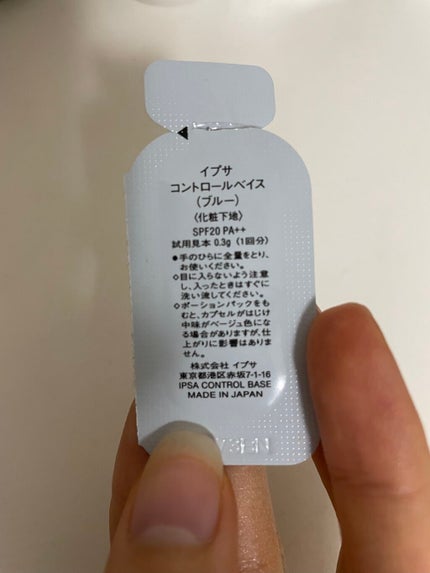 イプサ
コントロールベイス
（ブルー）
〈化粧下地〉
SPF20 PA++
試用見本 0.3g（1回分）
●手のひらに全量をとり、
お使いください。
◇目に入らないよう注意
し、入ったときはすぐに
洗い流してください。
◇ポーションパックをも
むと、カプセルがはじけ
中味がベージュ色にな
る場合がありますが、仕
上がりに影響はありま
せん。
株式会社 イプサ
東京都港区赤坂7-1-16
IPSA CONTROL BASE
MADE IN JAPAN